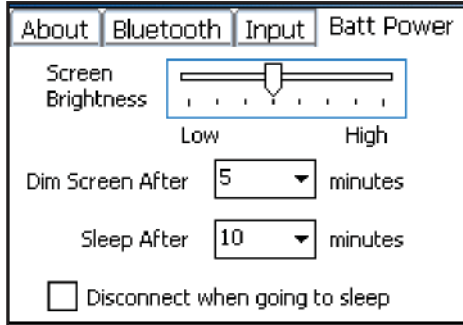 About Bluetooth Input Batt Power
Screen
Brightness
Low High
Dim Screen After 5 minutes
Sleep After 10 minutes
Disconnect when going to sleep